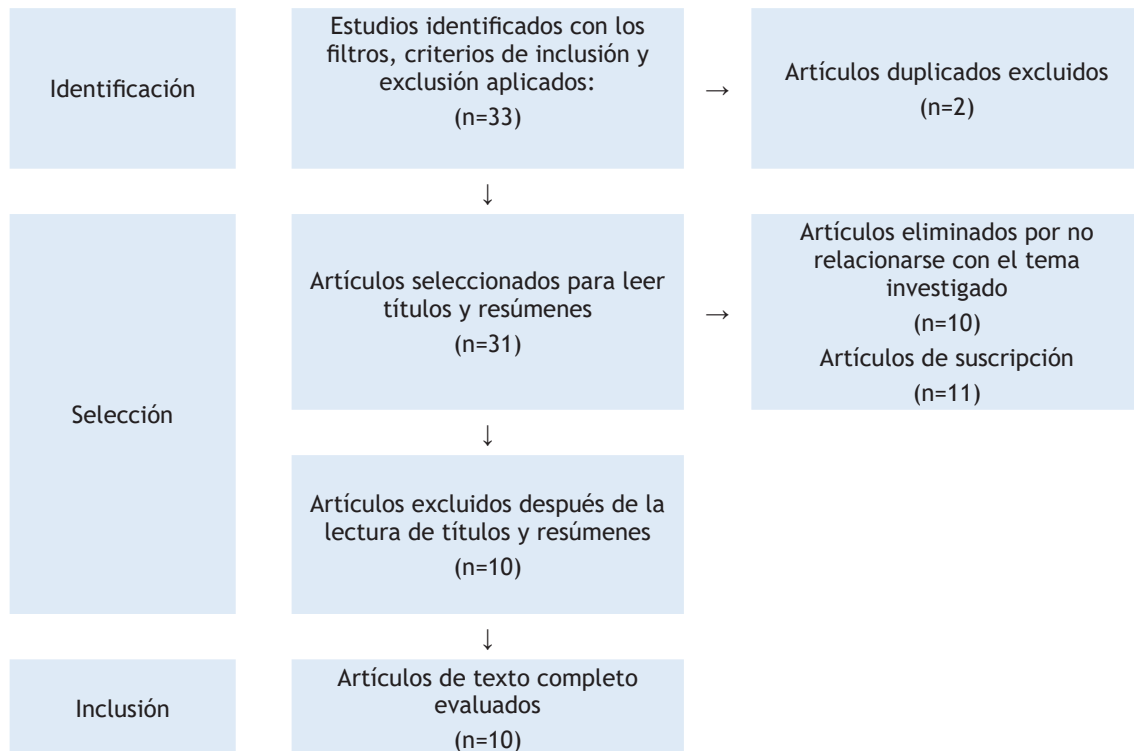 Identificación
Estudios identificados con los
filtros, criterios de inclusión y
exclusión aplicados:
(n=33)
→
Artículos duplicados excluidos
(n=2)
↓
Selección
Artículos seleccionados para leer
títulos y resúmenes
(n=31)
→
Artículos eliminados por no
relacionarse con el tema
investigado
(n=10)
Artículos de suscripción
(n=11)
↓
Artículos excluidos después de la
lectura de títulos y resúmenes
(n=10)
↓
Inclusión
Artículos de texto completo
evaluados
(n=10)